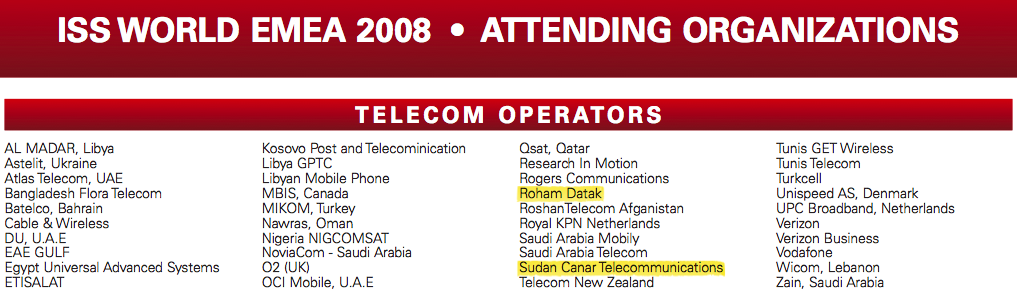 ISS WORLD EMEA 2008 • ATTENDING ORGANIZATIONS
TELECOM OPERATORS
AL MADAR, Libya
Astelit, Ukraine
Atlas Telecom, UAE
Bangladesh Flora Telecom
Batelco, Bahrain
Cable & Wireless
DU, U.A.E
EAE GULF
Egypt Universal Advanced Systems
ETISALAT
Kosovo Post and Telecominication
Libya GPTC
Libyan Mobile Phone
MBIS, Canada
MIKOM, Turkey
Nawras, Oman
Nigeria NIGCOMSAT
NoviaCom - Saudi Arabia
O2 (UK)
OCI Mobile, U.A.E
Qsat, Qatar
Research In Motion
Rogers Communications
Roham Datak
RoshanTelecom Afganistan
Royal KPN Netherlands
Saudi Arabia Mobily
Saudi Arabia Telecom
Sudan Canar Telecommunications
Telecom New Zealand
Tunis GET Wireless
Tunis Telecom
Turkcell
Unispeed AS, Denmark
UPC Broadband, Netherlands
Verizon
Verizon Business
Vodafone
Wicom, Lebanon
Zain, Saudi Arabia